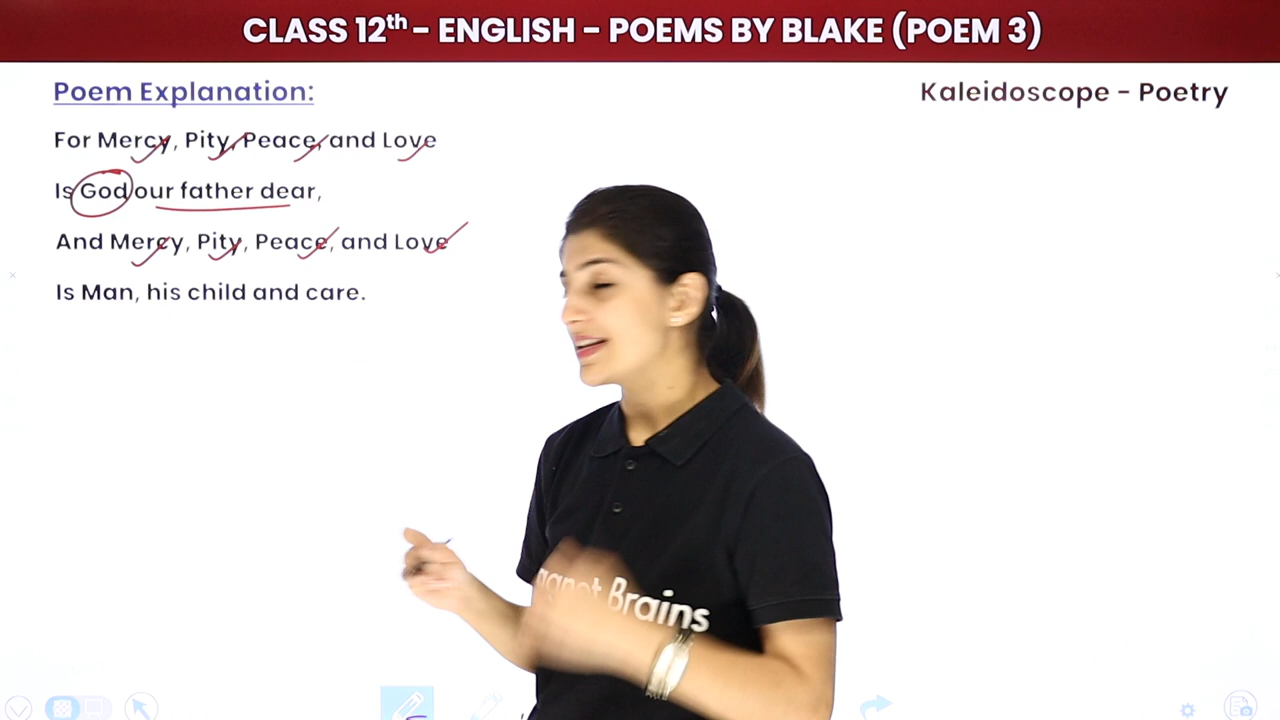 CLASS 12th - ENGLISH - POEMS BY BLAKE (POEM 3)
Poem Explanation:
Kaleidoscope - Poetry
For Mercy, Pity, Peace, and Love
Is God our father dear,
And Mercy, Pity, Peace, and Love
Is Man, his child and care.
Brains